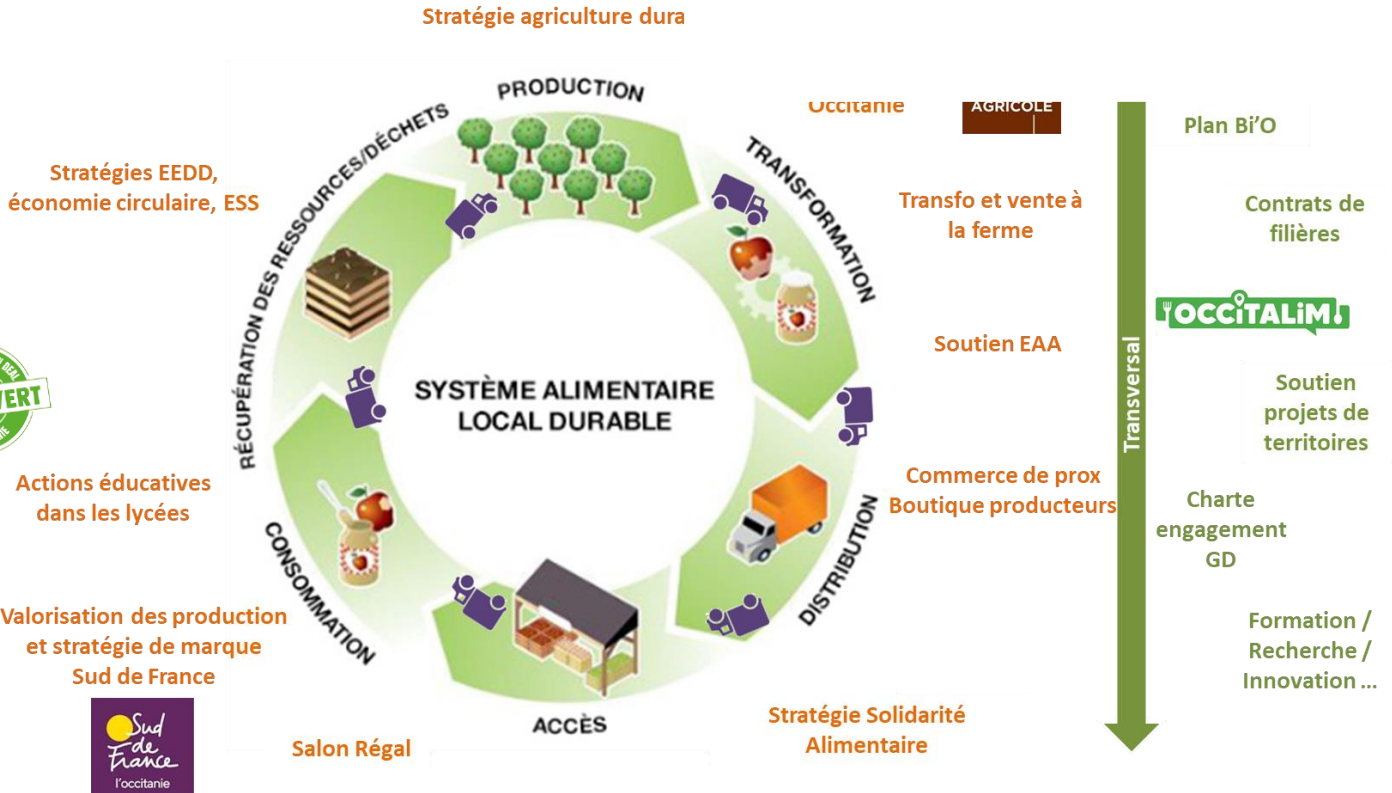 Stratégie agriculture dura
PRODUCTION
Occitanie
AGRICOLE
Plan Bi’O
TRANSFORMATION
RÉCUPÉRATION DES RESSOURCES/DÉCHETS
Stratégies EEDD,
économie circulaire, ESS
Transfo et vente à
la ferme
Contrats de
filières
OCCiTALiM
Soutien EAA
Transversal
SYSTÈME ALIMENTAIRE
LOCAL DURABLE
DEAL
VERT
Soutien
projets de
territoires
Actions éducatives
dans les lycées
Commerce de prox
Boutique producteurs
Charte
engagement
GD
DISTRIBUTION
CONSOMMATION
Valorisation des production
et stratégie de marque
Sud de France
Formation /
Recherche /
Innovation ...
ACCÈS
Stratégie Solidarité
Alimentaire
Salon Régal
Sud
de
France
l'occitanie